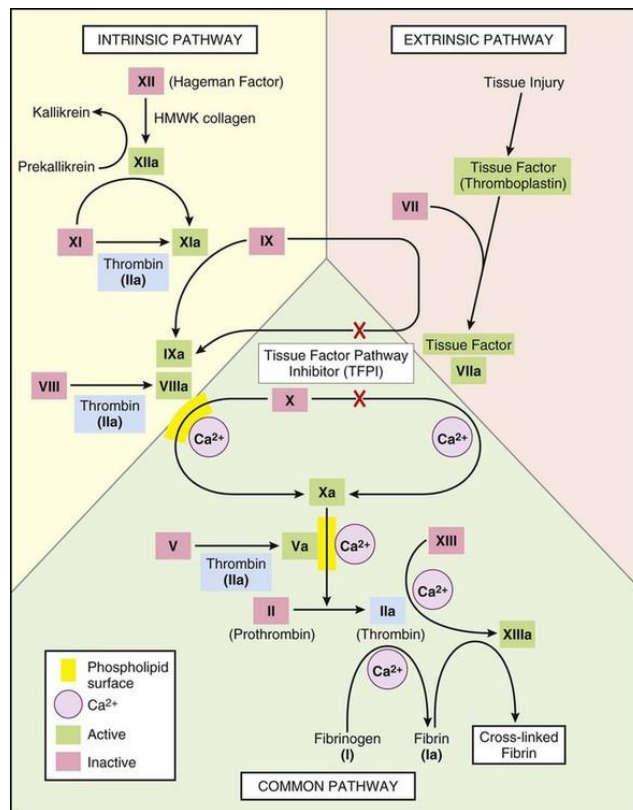 INTRINSIC PATHWAY
EXTRINSIC PATHWAY
XII (Hageman Factor)
Kallikrein
HMWK collagen
Prekallikrein
XIIa
Tissue Injury
Tissue Factor
(Thromboplastin)
VII
XI
XIa
IX
Thrombin
(IIa)
IXa
Tissue Factor
VIIa
Tissue Factor Pathway
Inhibitor (TFPI)
VIII
VIIIa
Thrombin
(IIa)
X
Ca2+
Ca2+
Xa
V
Va
Ca2+
XIII
Thrombin
(IIa)
Ca2+
II
IIa
(Prothrombin)
(Thrombin)
XIIIa
Ca2+
Phospholipid
surface
Ca2+
Active
Inactive
Fibrinogen
(I)
Fibrin
(Ia)
Cross-linked
Fibrin
COMMON PATHWAY